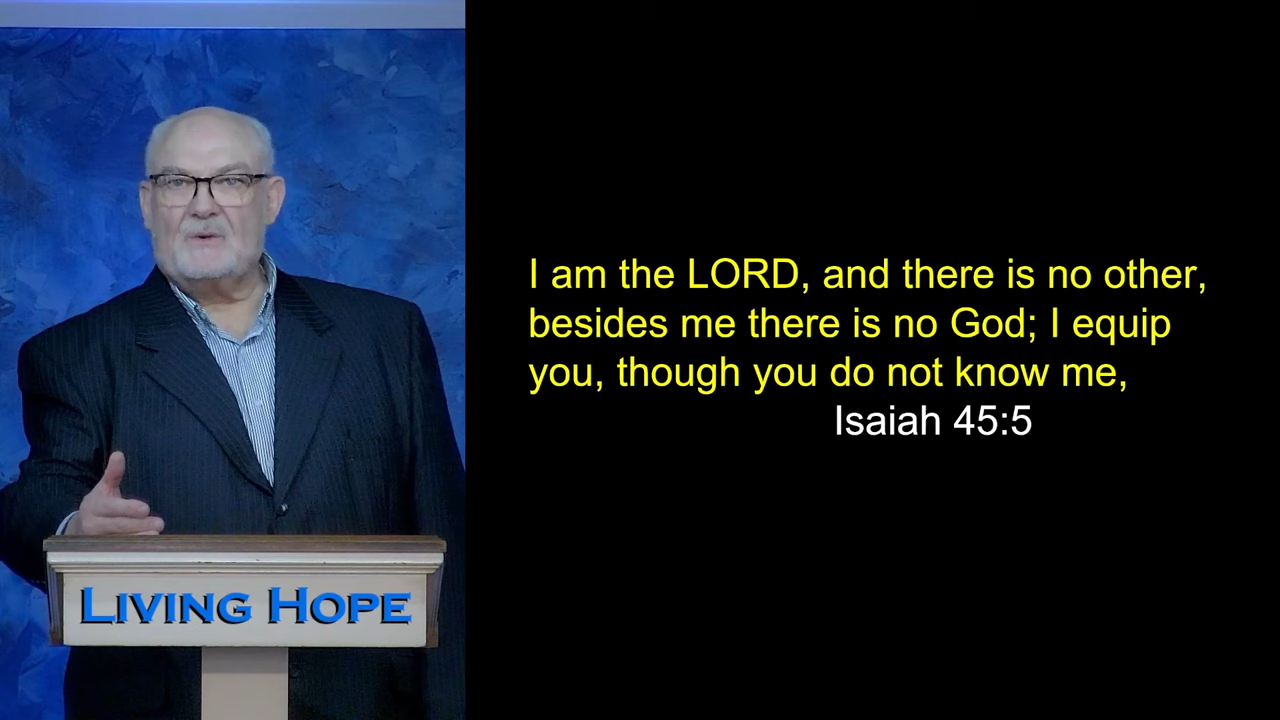 I am the LORD, and there is no other,
besides me there is no God; I equip
you, though you do not know me,
Isaiah 45:5
LIVING HOPE